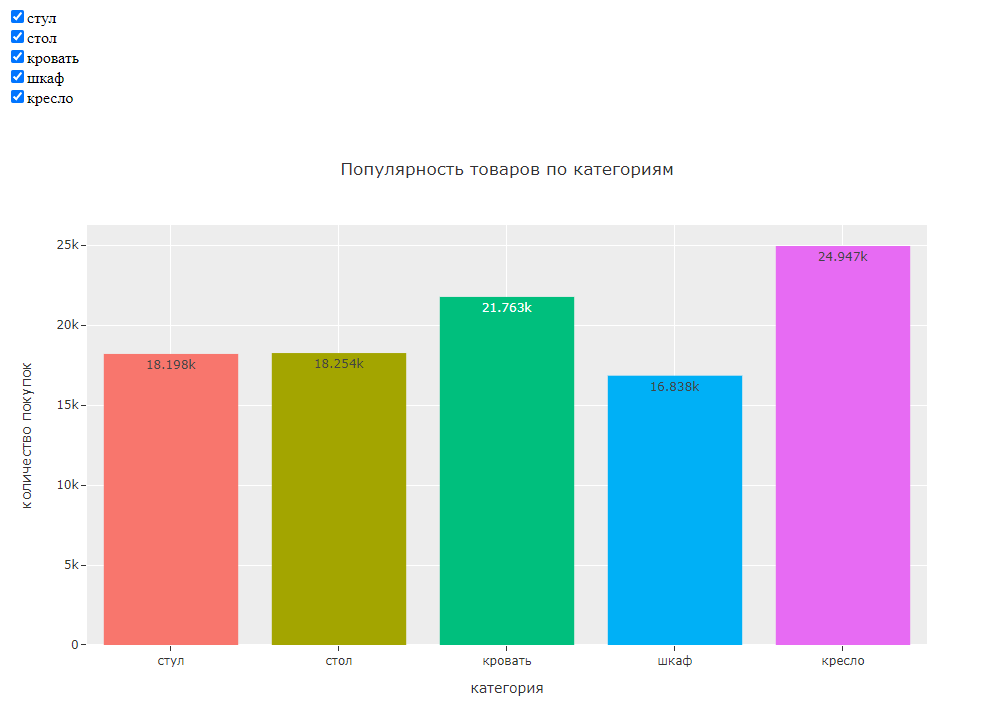 стул
стол
кровать
шкаф
кресло
Популярность товаров по категориям
25k
20k
15k
10k
5k
0
количество покупок
18.198k
18.254k
21.763k
16.838k
24.947k
стул
стол
кровать
шкаф
кресло
категория